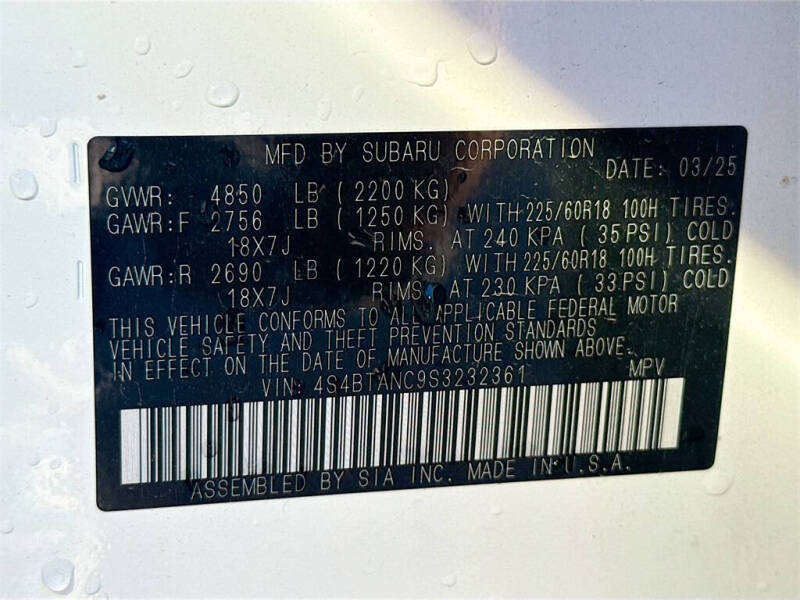 MFD BY SUBARU CORPORATION DATE: 03/25
GVWR: 4850 LB ( 2200 KG)
GAWR:F 2756 LB ( 1250 KG) WITH 225/60R18 100H TIRES.
18X7J RIMS. AT 240 KPA ( 35 PSI) COLD
GAWR:R 2690 LB ( 1220 KG) WITH 225/60R18 100H TIRES.
18X7J RIMS. AT 230 KPA ( 33 PSI) COLD
THIS VEHICLE CONFORMS TO ALL APPLICABLE FEDERAL MOTOR
VEHICLE SAFETY AND THEFT PREVENTION STANDARDS
IN EFFECT ON THE DATE OF MANUFACTURE SHOWN ABOVE.
VIN: 4S4BTANC9S3232361 MPV
ASSEMBLED BY SIA INC. MADE IN U.S.A.